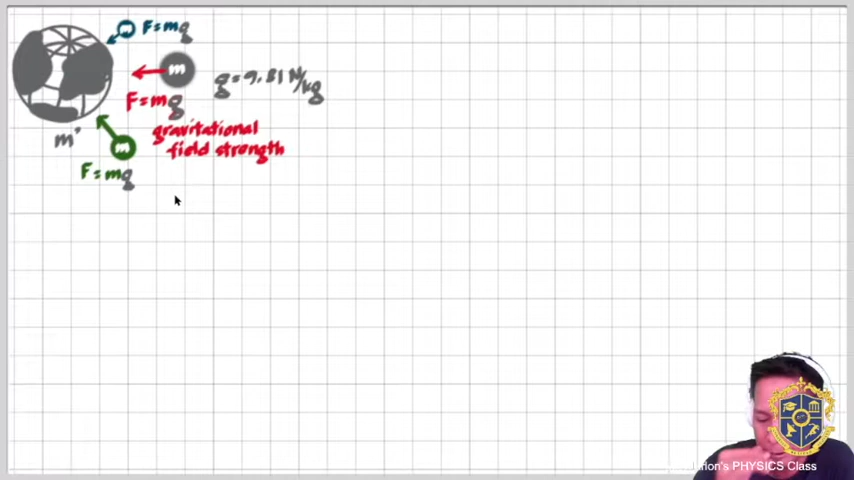 F=mg
m
F=mg
g=9.81 N/kg
gravitational
field strength
m'
m
F=mg
PHYSICS Class